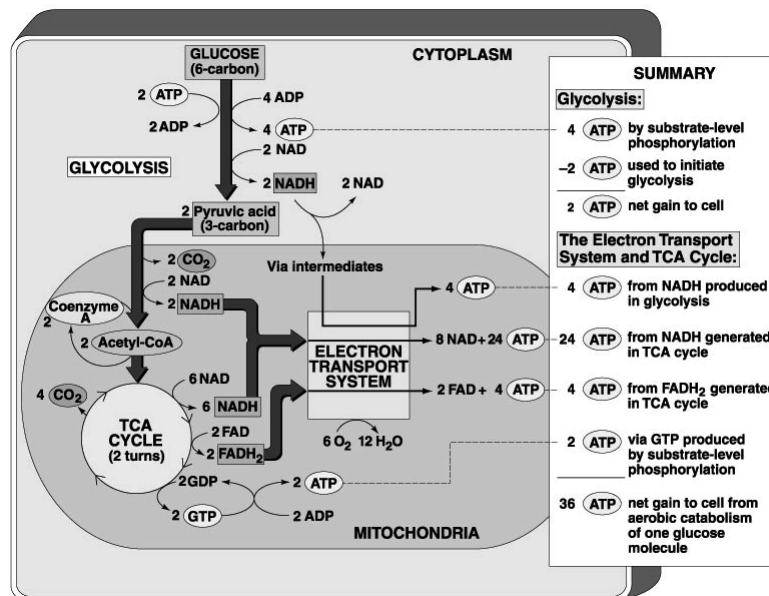 GLUCOSE
(6-carbon)
CYTOPLASM
2 ATP
4 ADP
2 ADP
4 ATP
2 NAD
GLYCOLYSIS
2 NADH
2 NAD
2 Pyruvic acid
(3-carbon)
2 CO₂
2 NAD
2 NADH
Via intermediates
4 ATP
Coenzyme
2 A
2 Acetyl-CoA
ELECTRON
TRANSPORT
SYSTEM
8 NAD+24 ATP
2 FAD+ 4 ATP
4 CO₂
6 NAD
6 NADH
TCA
CYCLE
(2 turns)
2 FAD
2 FADH₂
6 O₂ 12 H₂O
2GDP
2 ATP
2 GTP
2 ADP
MITOCHONDRIA
SUMMARY
Glycolysis:
4 ATP by substrate-level
phosphorylation
–2 ATP used to initiate
glycolysis
2 ATP net gain to cell
The Electron Transport
System and TCA Cycle:
4 ATP from NADH produced
in glycolysis
24 ATP from NADH generated
in TCA cycle
4 ATP from FADH₂ generated
in TCA cycle
2 ATP via GTP produced
by substrate-level
phosphorylation
36 ATP net gain to cell from
aerobic catabolism
of one glucose
molecule